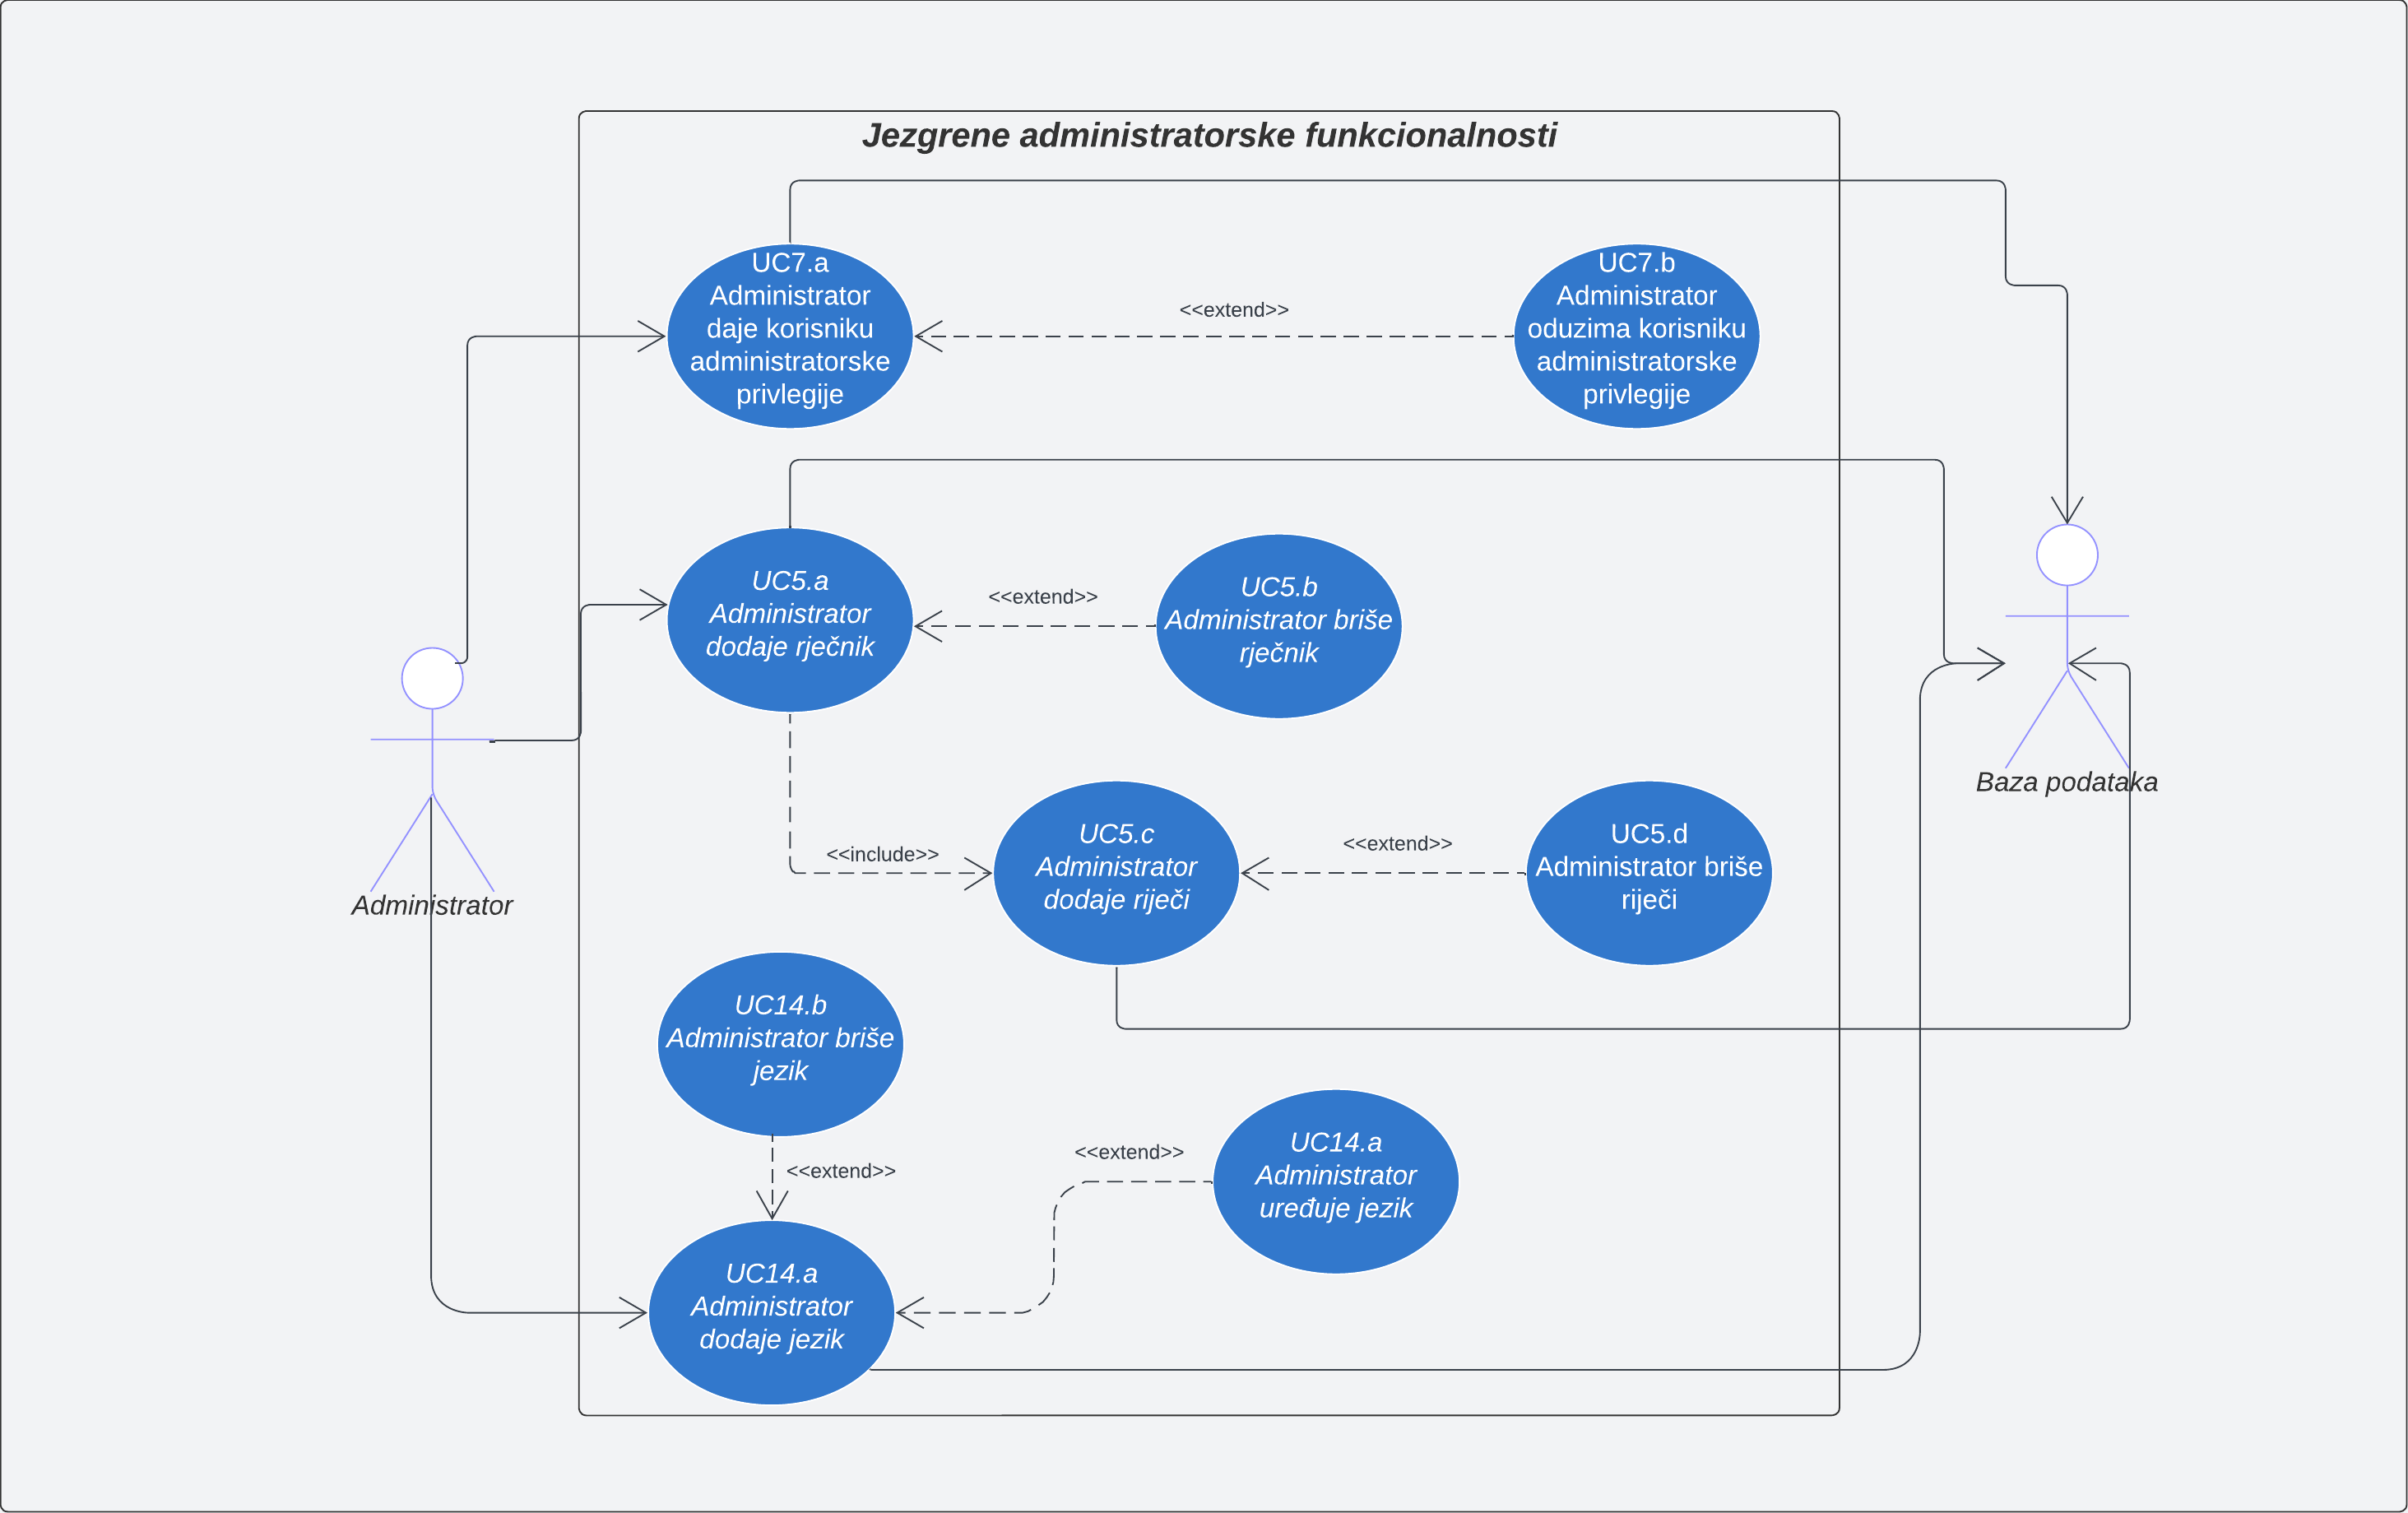 Jezgrene administratorske funkcionalnosti
UC7.a
Administrator
daje korisniku
administratorske
privlegije
<<extend>>
UC7.b
Administrator
oduzima korisniku
administratorske
privlegije
UC5.a
Administrator
dodaje rječnik
<<extend>>
UC5.b
Administrator briše
rječnik
Baza podataka
<<include>>
UC5.c
Administrator
dodaje riječi
<<extend>>
UC5.d
Administrator briše
riječi
Administrator
UC14.b
Administrator briše
jezik
<<extend>>
<<extend>>
UC14.a
Administrator
uređuje jezik
UC14.a
Administrator
dodaje jezik